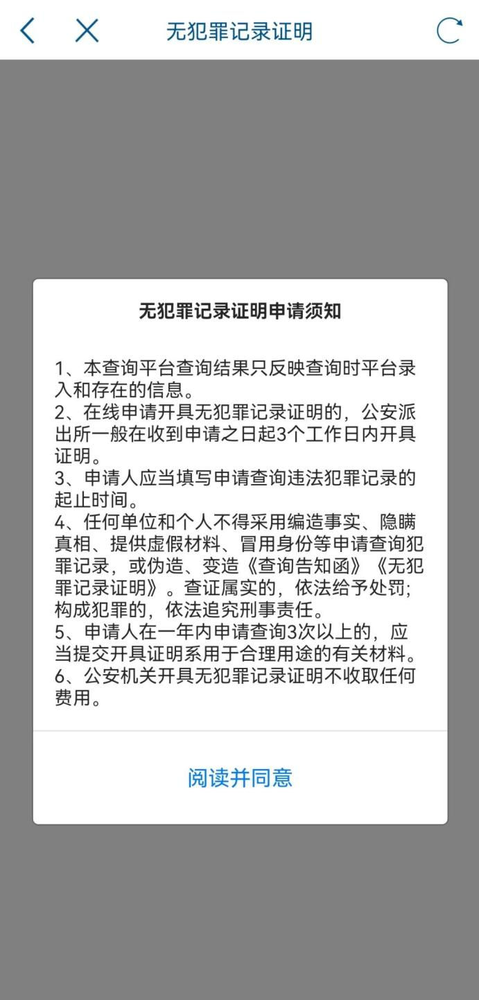 无犯罪记录证明
无犯罪记录证明申请须知
1、本查询平台查询结果只反映查询时平台录
入和存在的信息。
2、在线申请开具无犯罪记录证明的，公安派
出所一般在收到申请之日起3个工作日内开具
证明。
3、申请人应当填写申请查询违法犯罪记录的
起止时间。
4、任何单位和个人不得采用编造事实、隐瞒
真相、提供虚假材料、冒用身份等申请查询犯
罪记录，或伪造、变造《查询告知函》《无犯
罪记录证明》。查证属实的，依法给予处罚;
构成犯罪的，依法追究刑事责任。
5、申请人在一年内申请查询3次以上的，应
当提交开具证明系用于合理用途的有关材料。
6、公安机关开具无犯罪记录证明不收取任何
费用。
阅读并同意